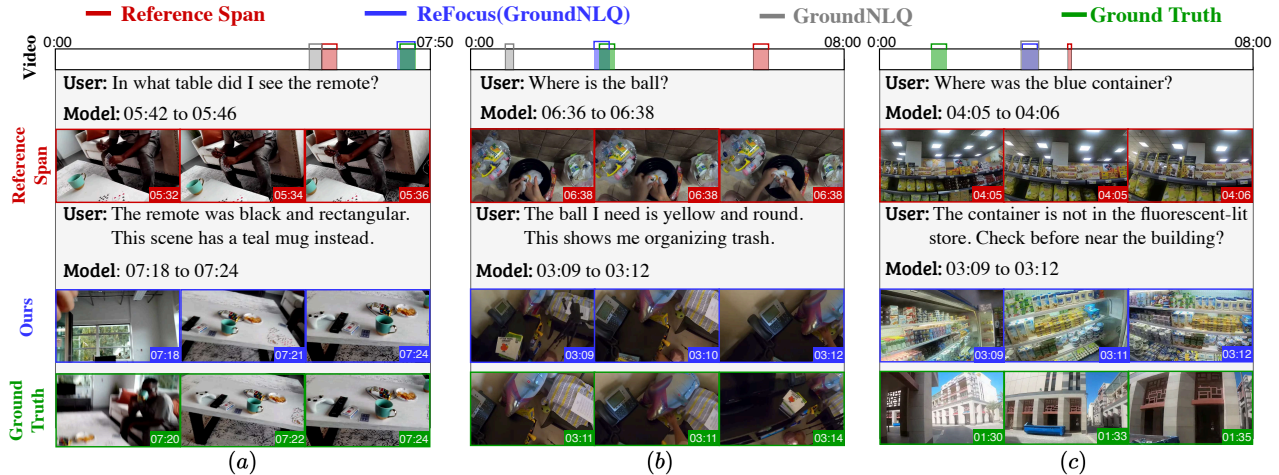 Reference Span ReFocus(GroundNLQ) GroundNLQ Ground Truth
Video
0:00 07:50
User: In what table did I see the remote?
Model: 05:42 to 05:46
Reference Span
05:32 05:34 05:36
User: The remote was black and rectangular.
This scene has a teal mug instead.
Model: 07:18 to 07:24
Ours
07:18 07:21 07:24
Ground Truth
07:20 07:22 07:24
(a)
0:00 08:00
User: Where is the ball?
Model: 06:36 to 06:38
06:38 06:38 06:38
User: The ball I need is yellow and round.
This shows me organizing trash.
Model: 03:09 to 03:12
03:09 03:10 03:12
03:11 03:11 03:14
(b)
0:00 08:00
User: Where was the blue container?
Model: 04:05 to 04:06
04:05 04:05 04:06
User: The container is not in the fluorescent-lit
store. Check before near the building?
Model: 03:09 to 03:12
03:09 03:11 03:12
01:30 01:33 01:35
(c)